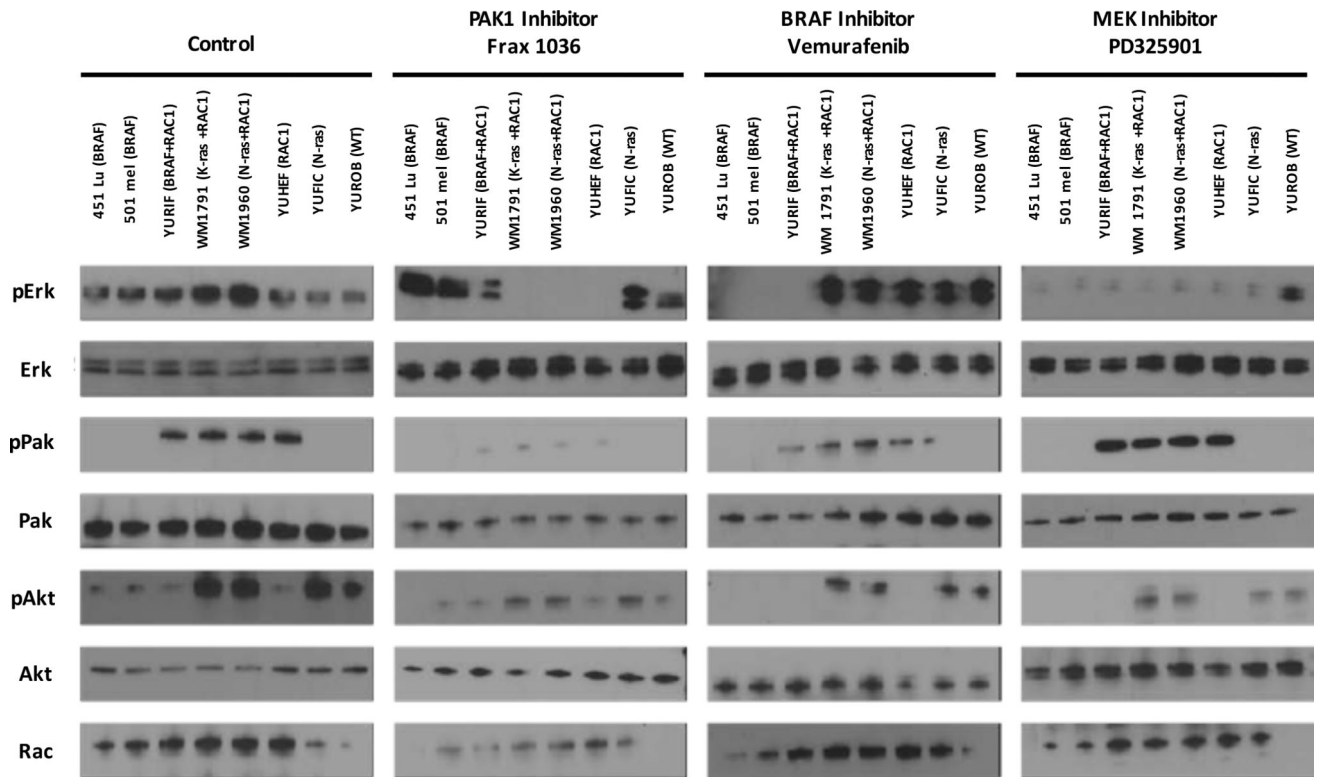 Control
PAK1 Inhibitor
Frax 1036
BRAF Inhibitor
Vemurafenib
MEK Inhibitor
PD325901
451 Lu (BRAF)
501 mel (BRAF)
YURIF (BRAF+RAC1)
WM1791 (K-ras +RAC1)
WM1960 (N-ras+RAC1)
YUHEF (RAC1)
YUFIC (N-ras)
YUROB (WT)
451 Lu (BRAF)
501 mel (BRAF)
YURIF (BRAF+RAC1)
WM1791 (K-ras +RAC1)
WM1960 (N-ras+RAC1)
YUHEF (RAC1)
YUFIC (N-ras)
YUROB (WT)
451 Lu (BRAF)
501 mel (BRAF)
YURIF (BRAF+RAC1)
WM 1791 (K-ras +RAC1)
WM1960 (N-ras+RAC1)
YUHEF (RAC1)
YUFIC (N-ras)
YUROB (WT)
451 Lu (BRAF)
501 mel (BRAF)
YURIF (BRAF+RAC1)
WM 1791 (K-ras +RAC1)
WM1960 (N-ras+RAC1)
YUHEF (RAC1)
YUFIC (N-ras)
YUROB (WT)
pErk
Erk
pPak
Pak
pAkt
Akt
Rac